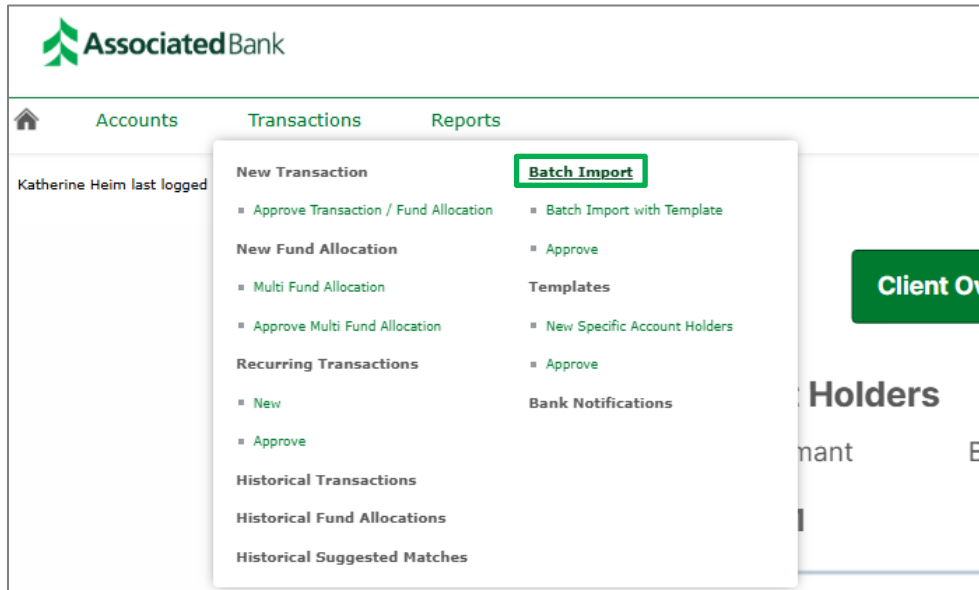 AssociatedBank
Accounts
Transactions
Reports
Katherine Heim last logged
New Transaction
Approve Transaction / Fund Allocation
New Fund Allocation
Multi Fund Allocation
Approve Multi Fund Allocation
Recurring Transactions
New
Approve
Historical Transactions
Historical Fund Allocations
Historical Suggested Matches
Batch Import
Batch Import with Template
Approve
Templates
New Specific Account Holders
Approve
Bank Notifications
Client Ov
Holders
mant